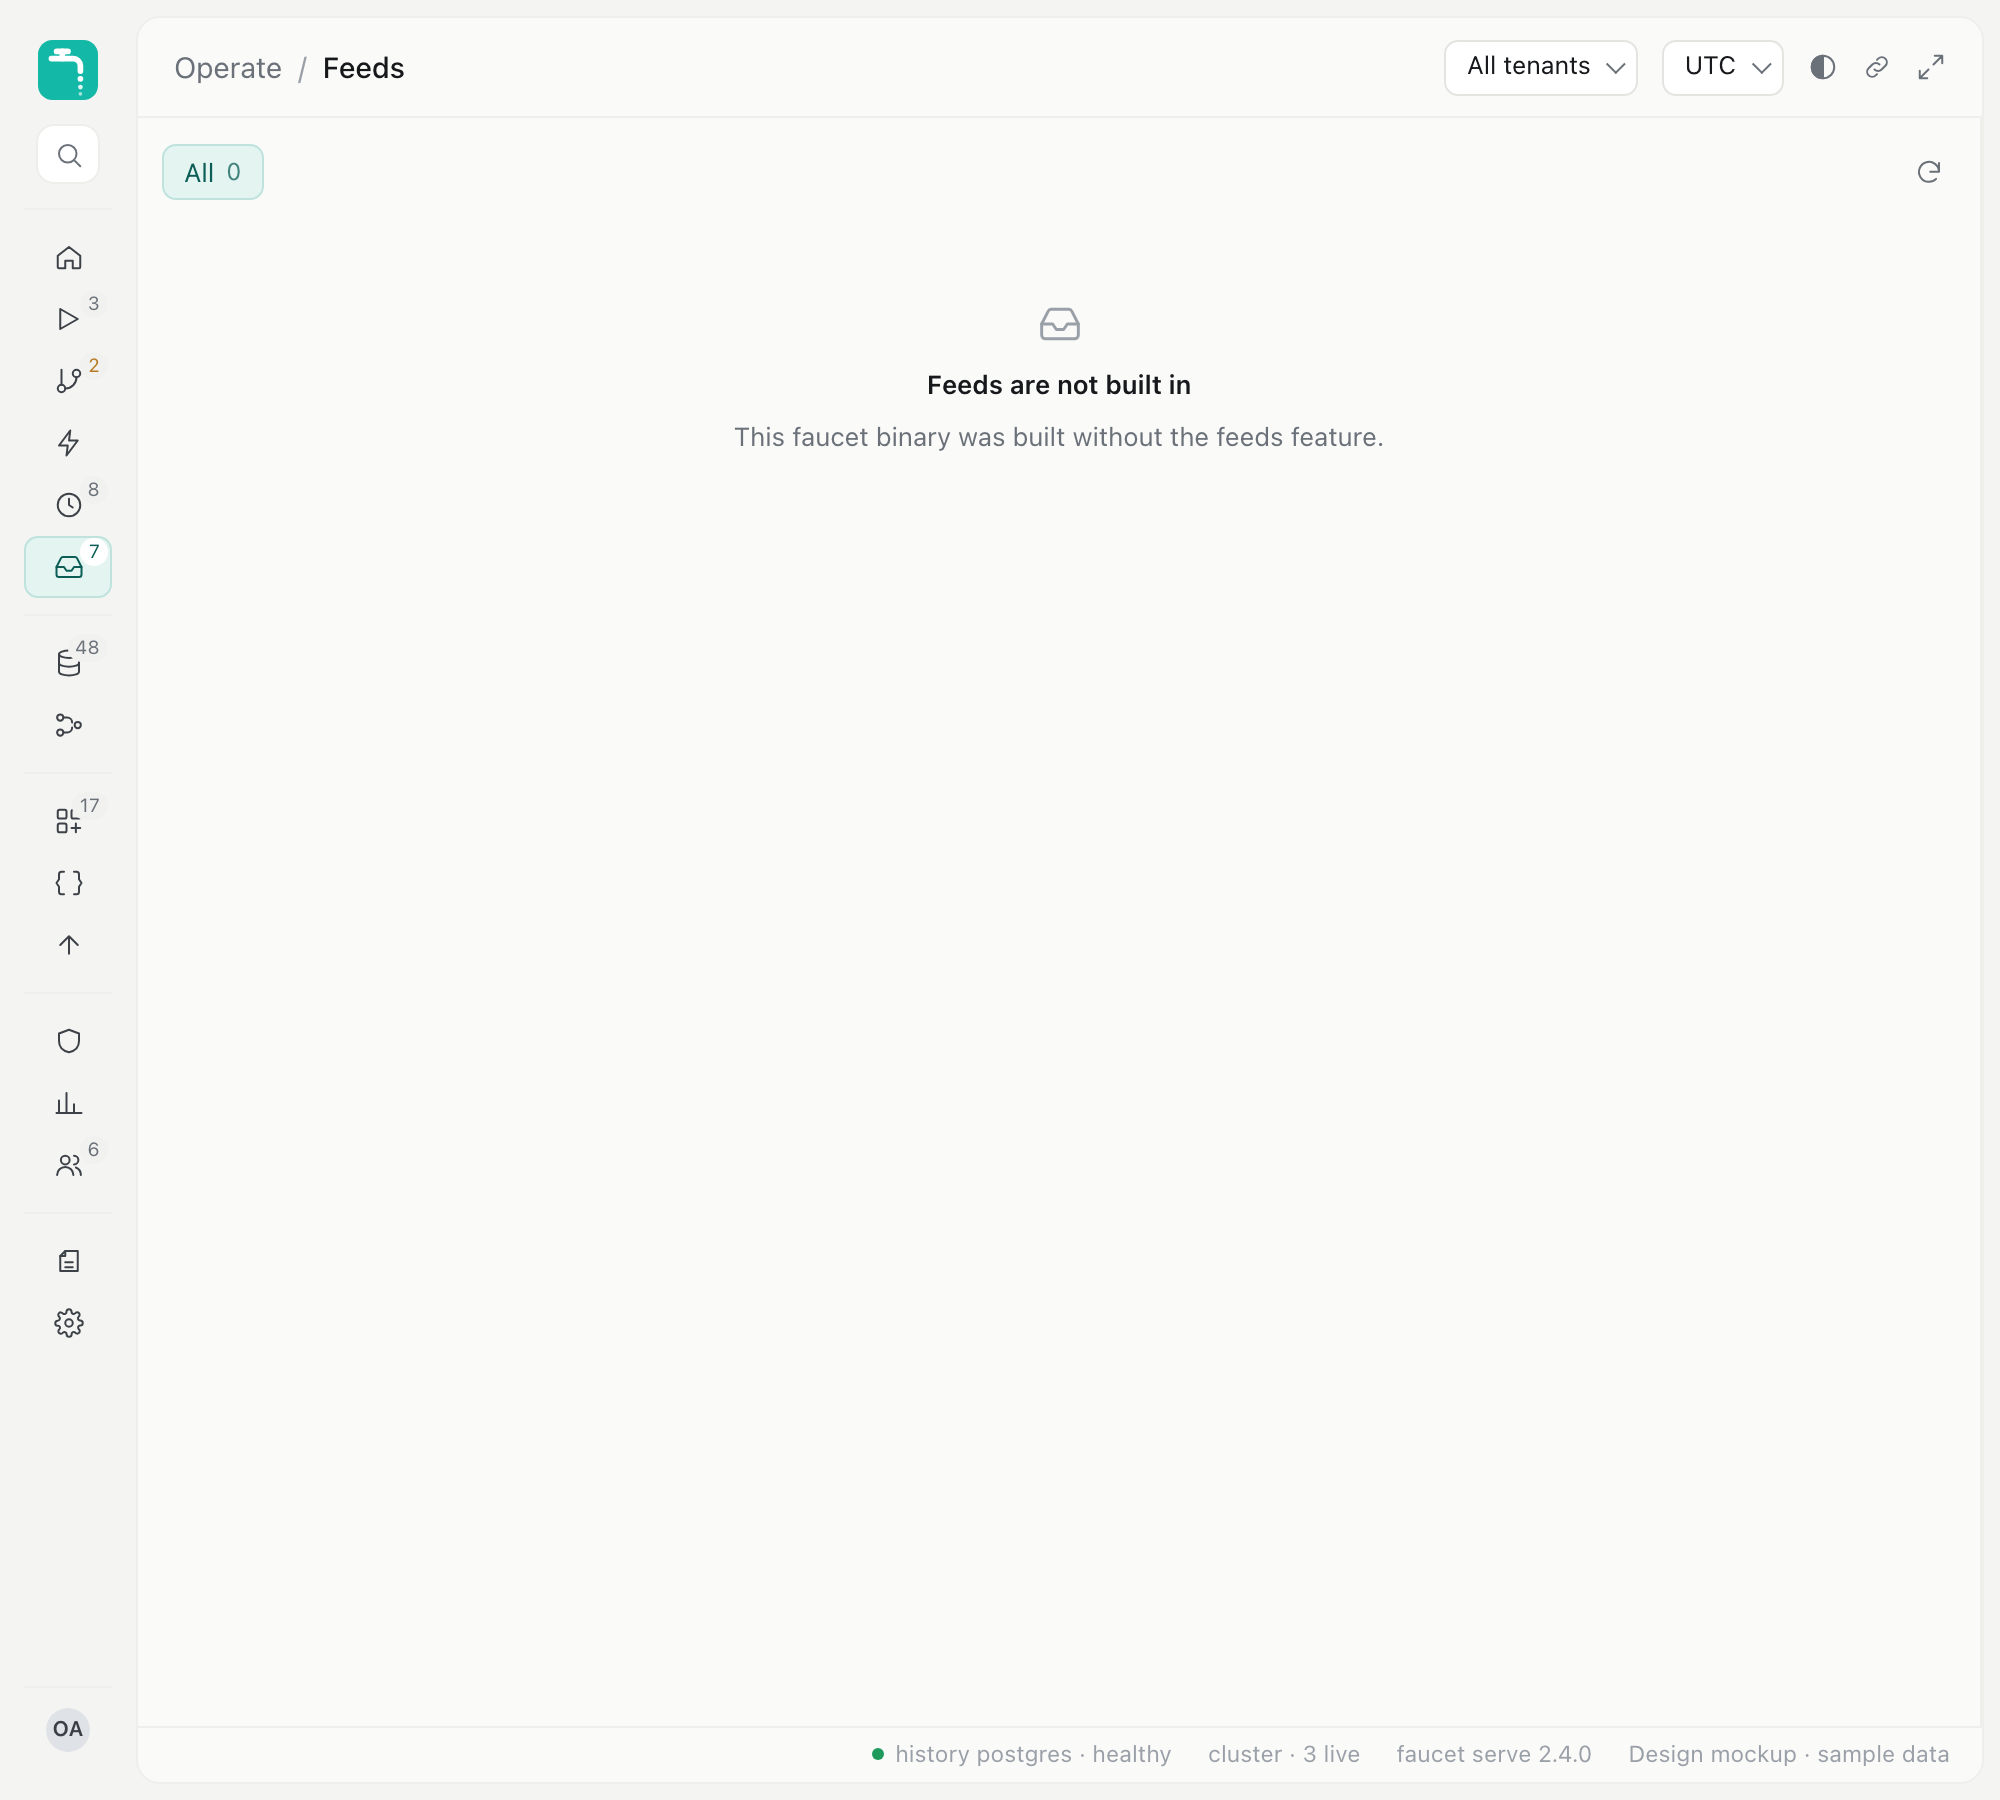 Operate / Feeds
All tenants
UTC
All 0
3
2
8
7
48
17
6
Feeds are not built in
This faucet binary was built without the feeds feature.
OA
history postgres · healthy
cluster · 3 live
faucet serve 2.4.0
Design mockup · sample data